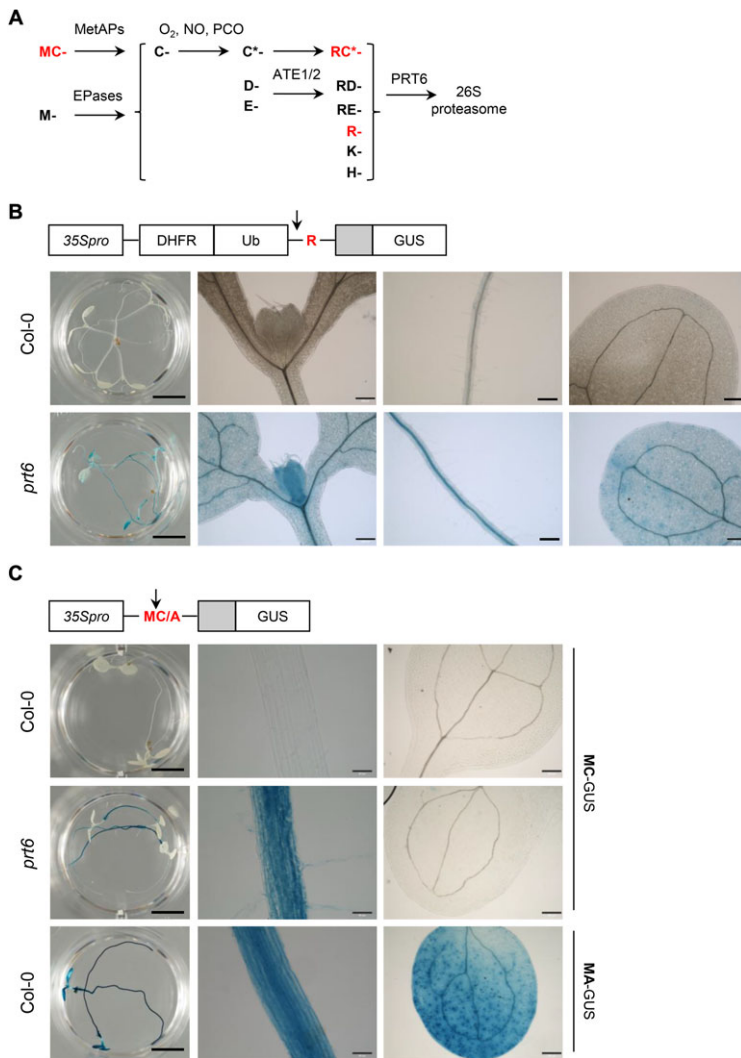 A
MetAPs O₂, NO, PCO
MC- C- C*- RC*-
D- ATE1/2 RD- PRT6
EPases E- RE- 26S
M- R- proteasome
K-
H-
B
35Spro DHFR Ub R GUS
Col-0
prt6
C
35Spro MC/A GUS
Col-0
MC-GUS
prt6
Col-0
MA-GUS